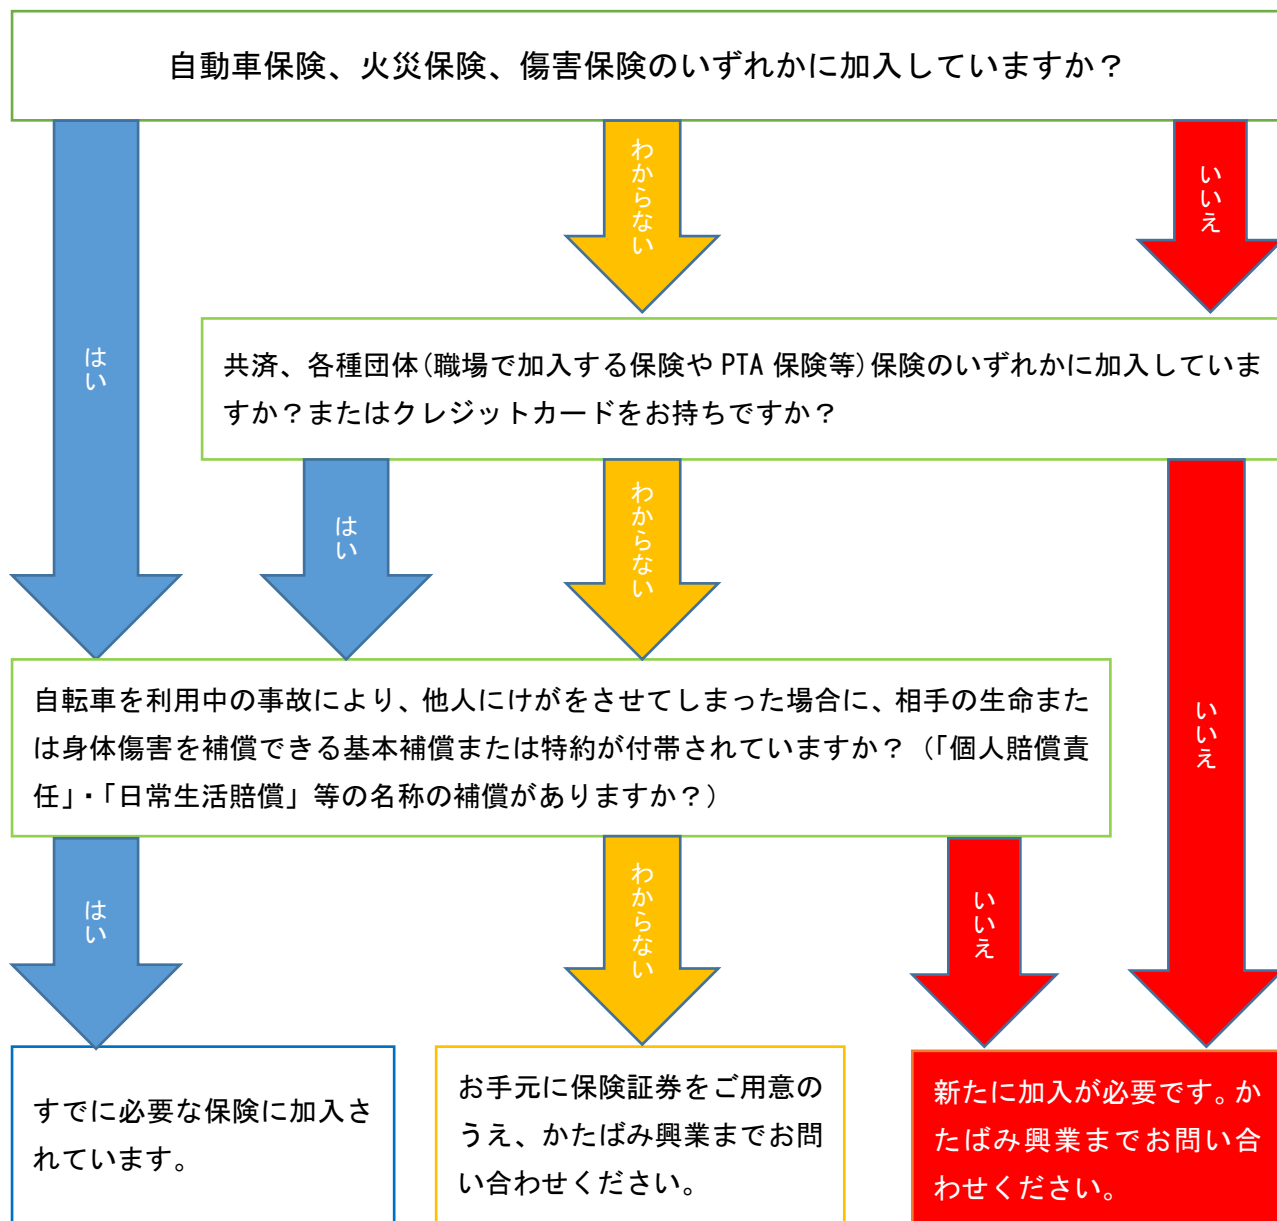 自動車保険、火災保険、傷害保険のいずれかに加入していますか？
はい
わからない
いいえ
共済、各種団体(職場で加入する保険や PTA 保険等)保険のいずれかに加入していま
すか？またはクレジットカードをお持ちですか？
はい
わからない
いいえ
自転車を利用中の事故により、他人にけがをさせてしまった場合に、相手の生命また
は身体傷害を補償できる基本補償または特約が付帯されていますか？（「個人賠償責
任」・「日常生活賠償」等の名称の補償がありますか？）
はい
わからない
いいえ
すでに必要な保険に加入さ
れています。
お手元に保険証券をご用意の
うえ、かたばみ興業までお問
い合わせください。
新たに加入が必要です。か
たばみ興業までお問い合
わせください。